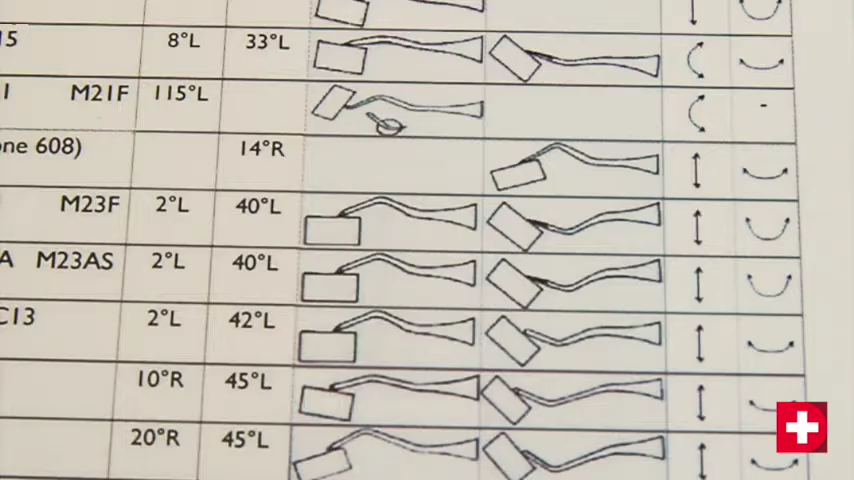 15 8°L 33°L
1 M21F 115°L -
one 608) 14°R
M23F 2°L 40°L
A M23AS 2°L 40°L
C13 2°L 42°L
10°R 45°L
20°R 45°L